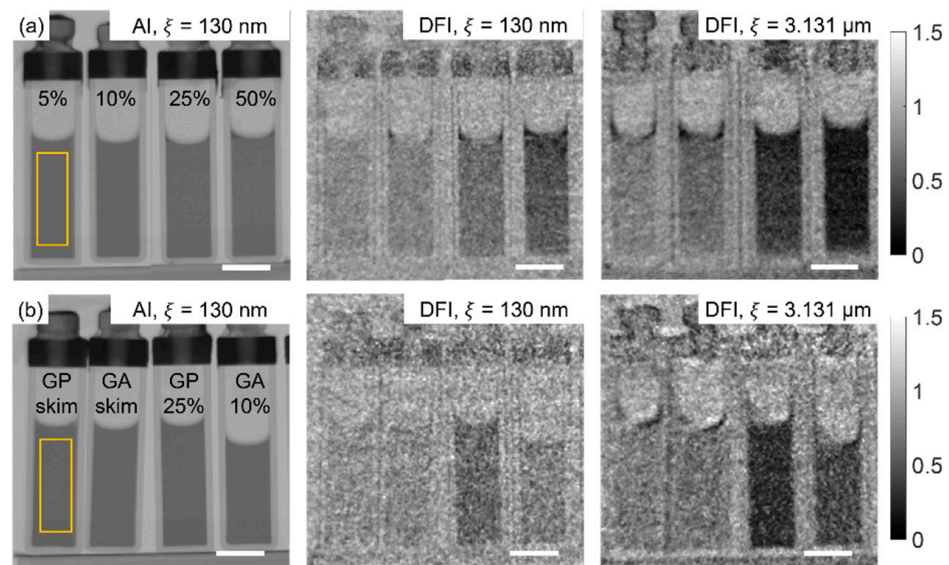 (a) AI, ξ = 130 nm DFI, ξ = 130 nm DFI, ξ = 3.131 µm 1.5
5% 10% 25% 50%
1
0.5
0
(b) AI, ξ = 130 nm DFI, ξ = 130 nm DFI, ξ = 3.131 µm 1.5
GP GA GP GA
skim skim 25% 10%
1
0.5
0